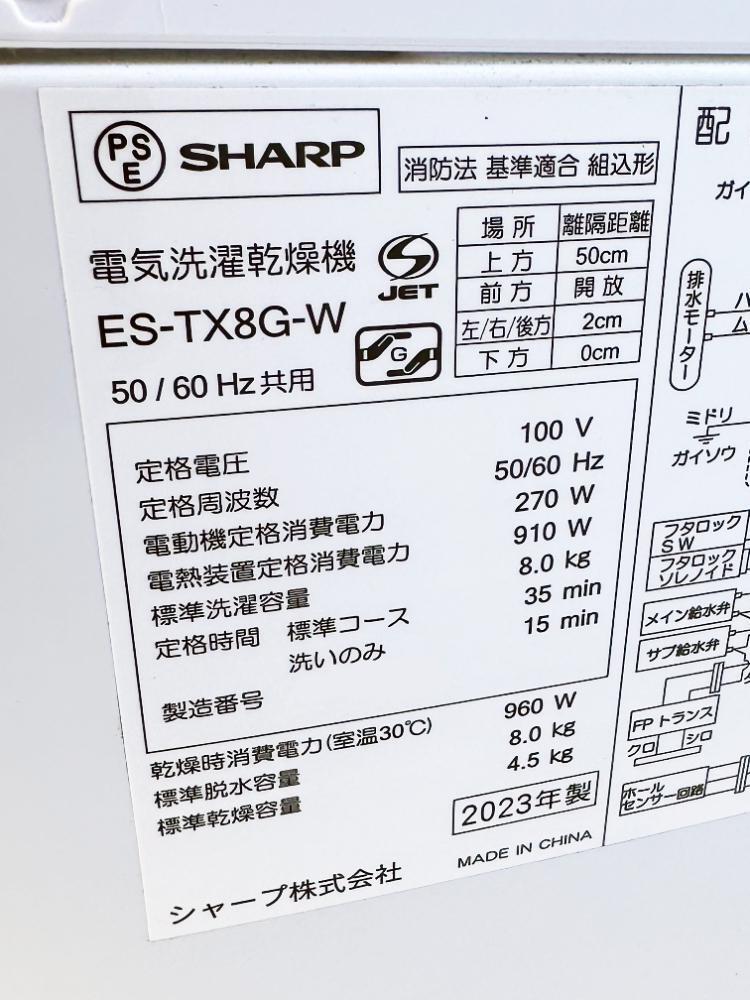 PS
E
SHARP
消防法 基準適合 組込形
電気洗濯乾燥機
S
JET
ES-TX8G-W
G
50 / 60 Hz共用
場所 離隔距離
上方 50cm
前方 開放
左/右/後方 2cm
下方 0cm
定格電圧 100 V
定格周波数 50/60 Hz
電動機定格消費電力 270 W
電熱装置定格消費電力 910 W
標準洗濯容量 8.0 kg
定格時間 標準コース 35 min
洗いのみ 15 min
製造番号
乾燥時消費電力(室温30℃) 960 W
標準脱水容量 8.0 kg
標準乾燥容量 4.5 kg
2023年製
シャープ株式会社
MADE IN CHINA
配
ガイ
排水モーター
ハ
ム
ミドリ
ガイソウ
フタロック
SW
フタロック
ソレノイド
メイン給水弁
サブ給水弁
FPトランス
クロ シロ
ホール
センサー回路